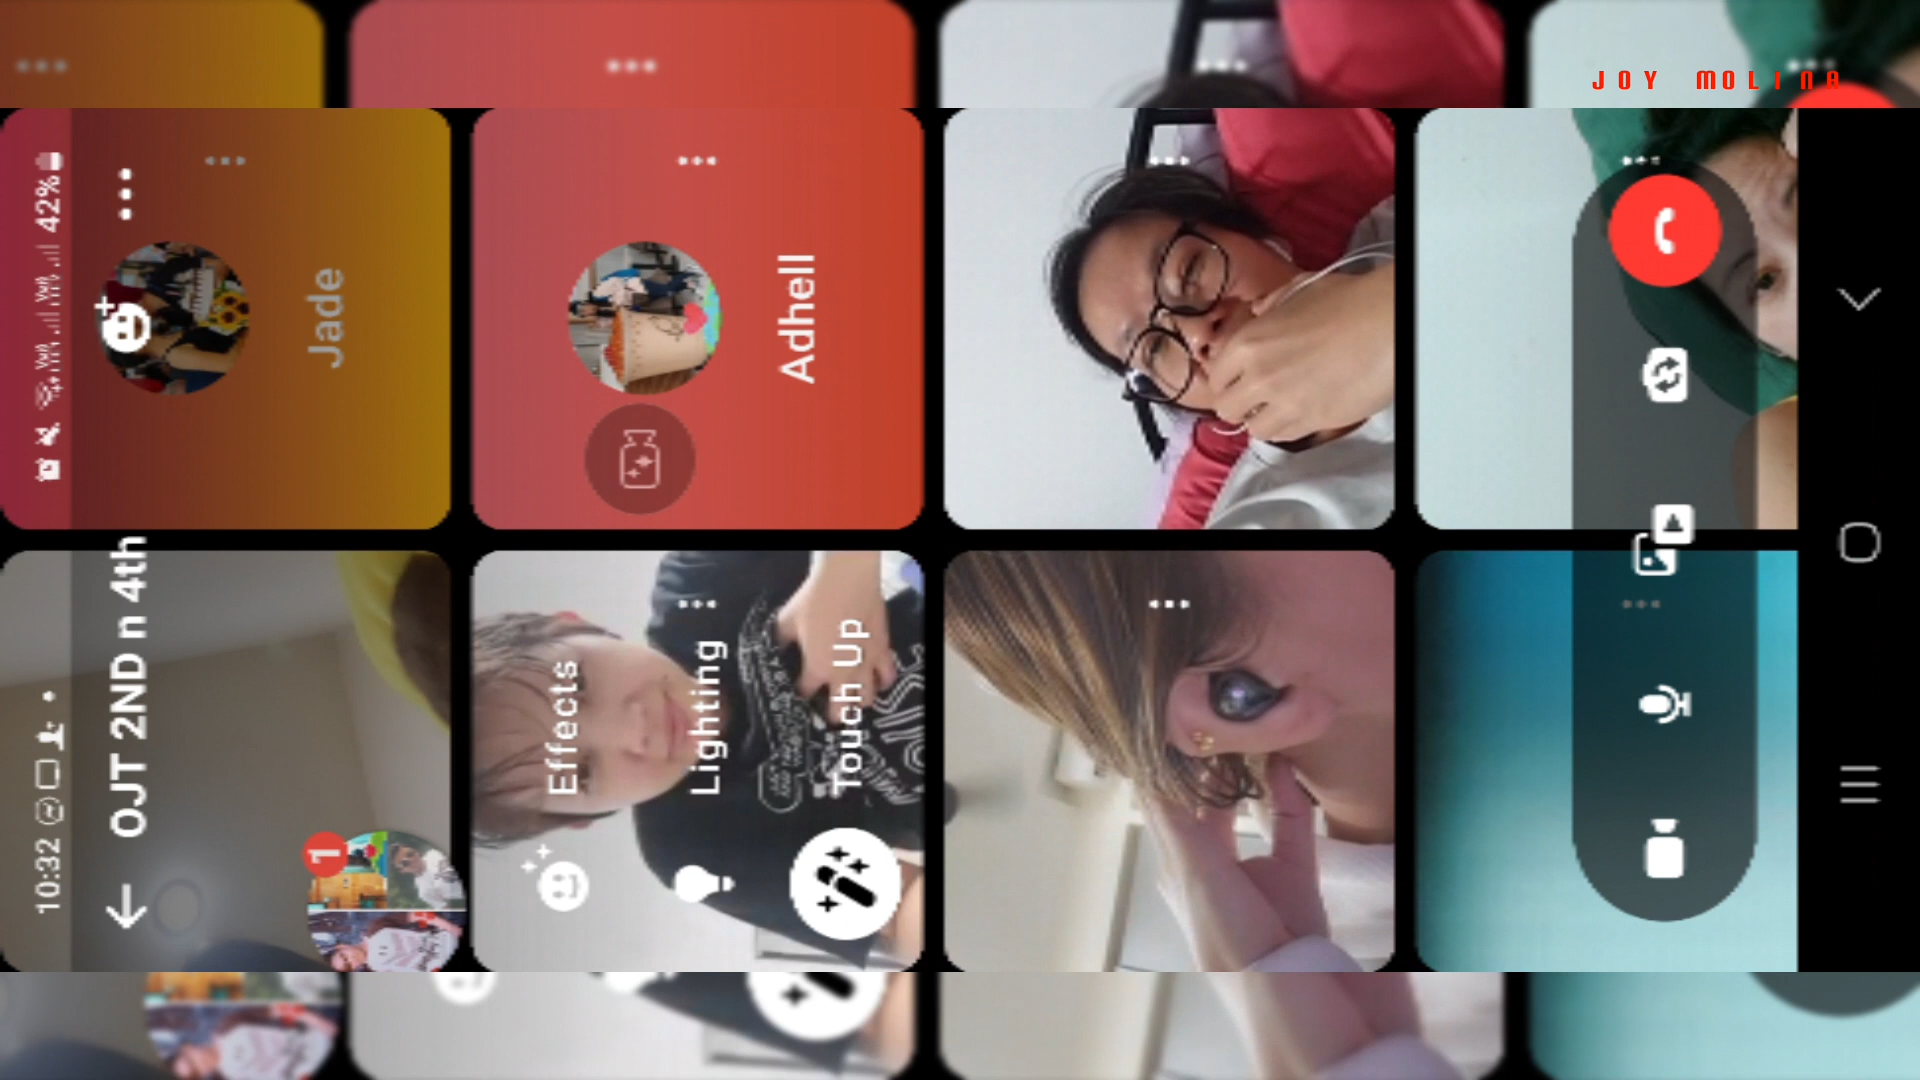 JOY MOLINA
10:32
42%
OJT 2ND n 4th
Jade
1
Effects
Adhell
Lighting
Touch Up